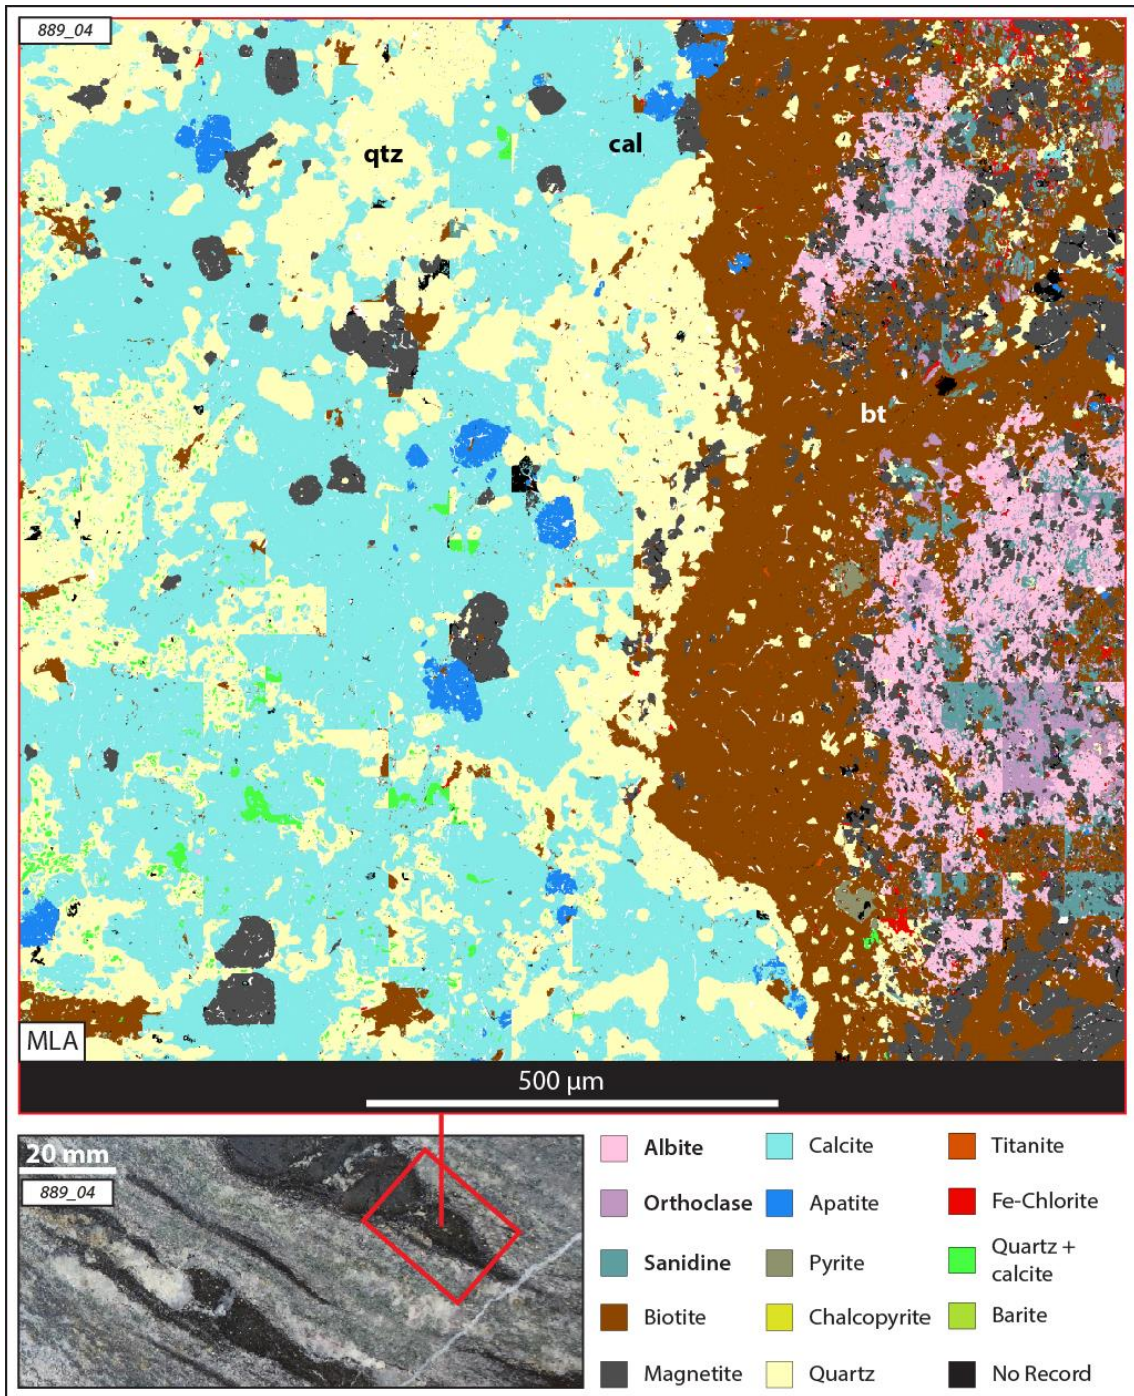 889_04
qtz
cal
bt
MLA
500 µm
20 mm
889_04
Albite
Calcite
Titanite
Orthoclase
Apatite
Fe-Chlorite
Sanidine
Pyrite
Quartz +
calcite
Biotite
Chalcopyrite
Barite
Magnetite
Quartz
No Record